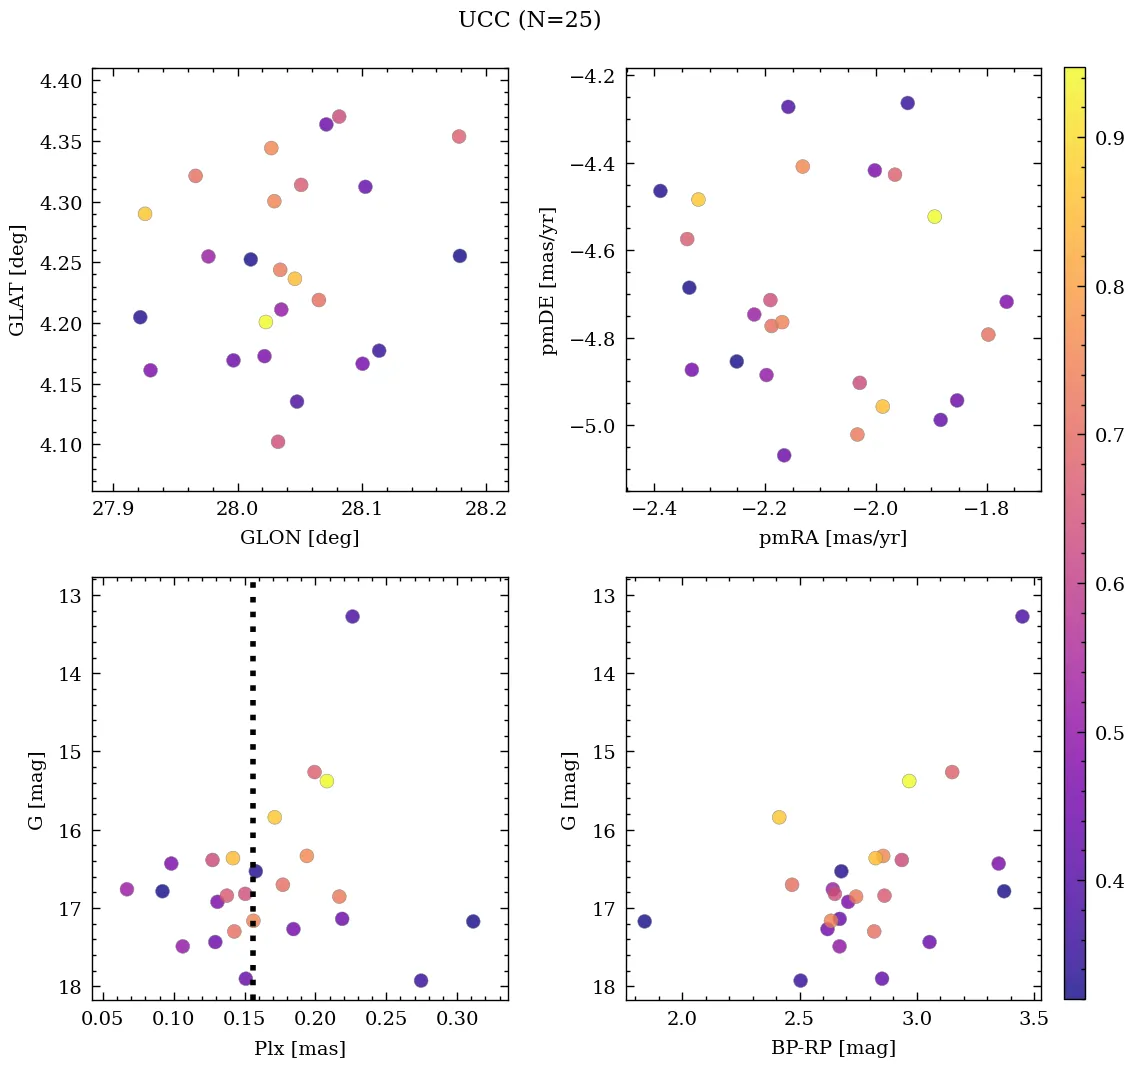 UCC (N=25)
4.40
4.35
4.30
4.25
4.20
4.15
4.10
GLAT [deg]
27.9 28.0 28.1 28.2
GLON [deg]
−4.2
−4.4
−4.6
−4.8
−5.0
pmDE [mas/yr]
−2.4 −2.2 −2.0 −1.8
pmRA [mas/yr]
13
14
15
16
17
18
G [mag]
0.05 0.10 0.15 0.20 0.25 0.30
Plx [mas]
13
14
15
16
17
18
G [mag]
2.0 2.5 3.0 3.5
BP-RP [mag]
0.9
0.8
0.7
0.6
0.5
0.4